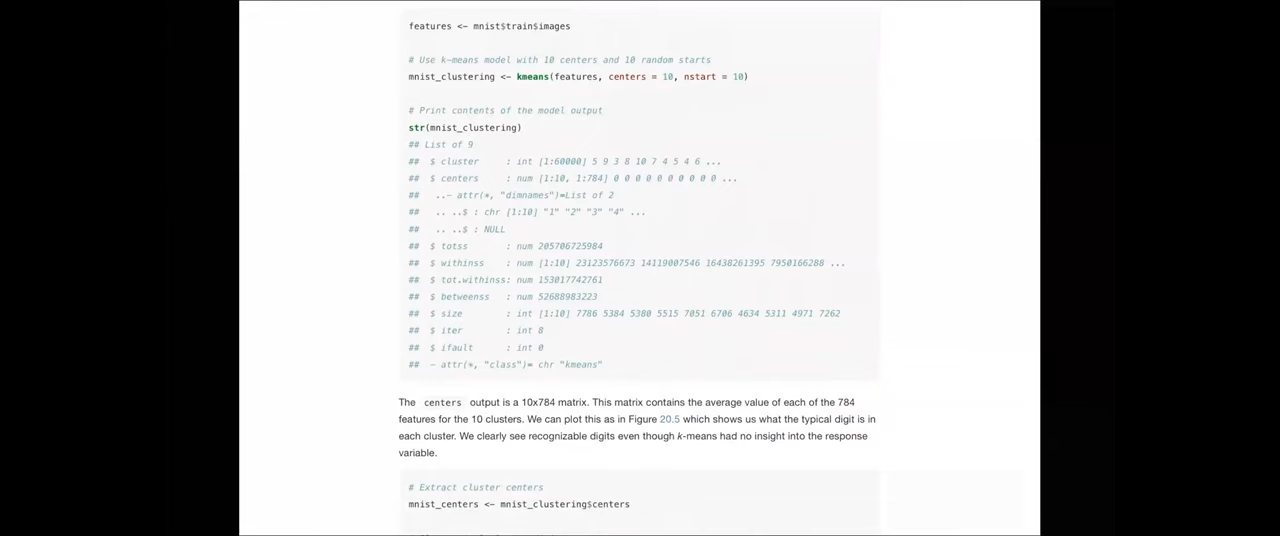 features <- mnist$train$images
# Use k-means model with 10 centers and 10 random starts
mnist_clustering <- kmeans(features, centers = 10, nstart = 10)
# Print contents of the model output
str(mnist_clustering)
## List of 9
##  $ cluster     : int [1:60000] 5 9 3 8 10 7 4 5 4 6 ...
##  $ centers     : num [1:10, 1:784] 0 0 0 0 0 0 0 0 0 0 ...
##   ..- attr(*, "dimnames")=List of 2
##   .. ..$ : chr [1:10] "1" "2" "3" "4" ...
##   .. ..$ : NULL
##  $ totss       : num 205706725984
##  $ withinss    : num [1:10] 23123576673 14119007546 16438261395 7950166288 ...
##  $ tot.withinss: num 153017742761
##  $ betweenss   : num 52688983223
##  $ size        : int [1:10] 7786 5384 5380 5515 7051 6706 4634 5311 4971 7262
##  $ iter        : int 8
##  $ ifault      : int 0
##  - attr(*, "class")= chr "kmeans"
The centers output is a 10x784 matrix. This matrix contains the average value of each of the 784
features for the 10 clusters. We can plot this as in Figure 20.5 which shows us what the typical digit is in
each cluster. We clearly see recognizable digits even though k-means had no insight into the response
variable.
# Extract cluster centers
mnist_centers <- mnist_clustering$centers